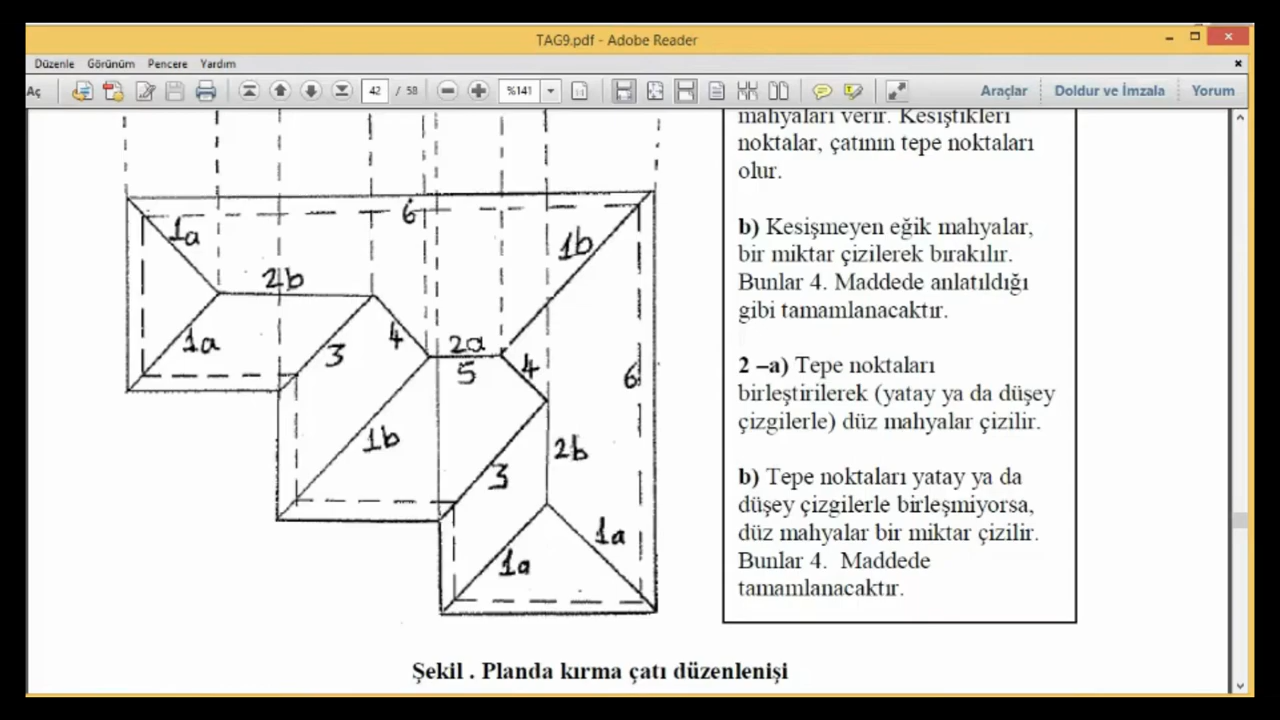 TAG9.pdf - Adobe Reader
Düzenle Görünüm Pencere Yardım
Aç 42 / 58 %141 Araçlar Doldur ve İmzala Yorum
mahyaları verir. Kesiştikleri
noktalar, çatının tepe noktaları
olur.
b) Kesişmeyen eğik mahyalar,
bir miktar çizilerek bırakılır.
Bunlar 4. Maddede anlatıldığı
gibi tamamlanacaktır.
2 –a) Tepe noktaları
birleştirilerek (yatay ya da düşey
çizgilerle) düz mahyalar çizilir.
b) Tepe noktaları yatay ya da
düşey çizgilerle birleşmiyorsa,
düz mahyalar bir miktar çizilir.
Bunlar 4. Maddede
tamamlanacaktır.
6
1a
1b
2b
1a
3
4
2a
5
4
6
1b
3
2b
1a
1a
Şekil . Planda kırma çatı düzenlenişi